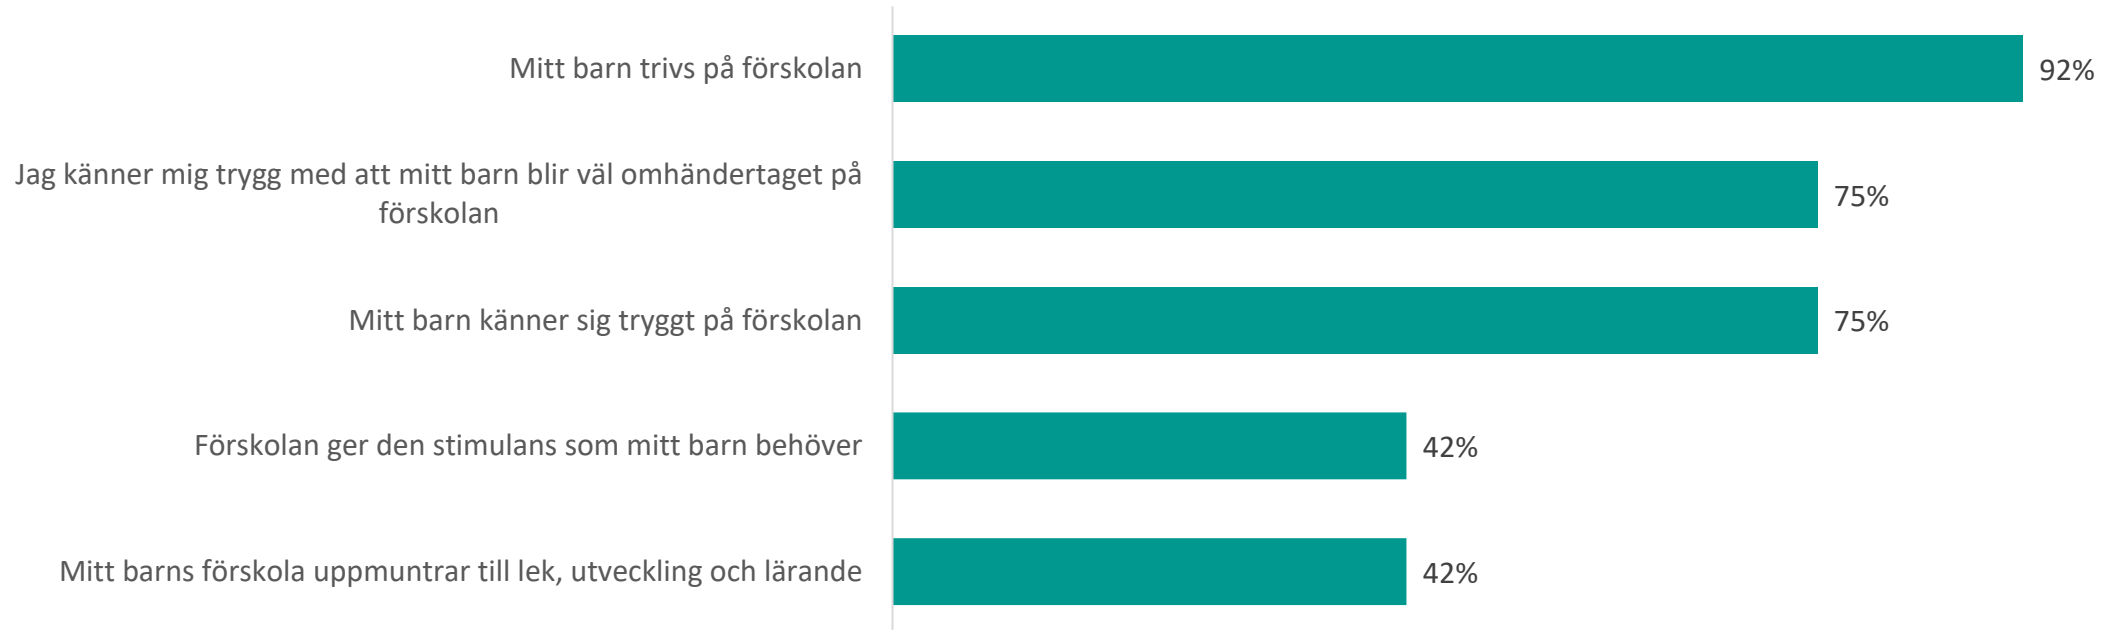 Mitt barn trivs på förskolan
92%
Jag känner mig trygg med att mitt barn blir väl omhändertaget på
förskolan
75%
Mitt barn känner sig tryggt på förskolan
75%
Förskolan ger den stimulans som mitt barn behöver
42%
Mitt barns förskola uppmuntrar till lek, utveckling och lärande
42%